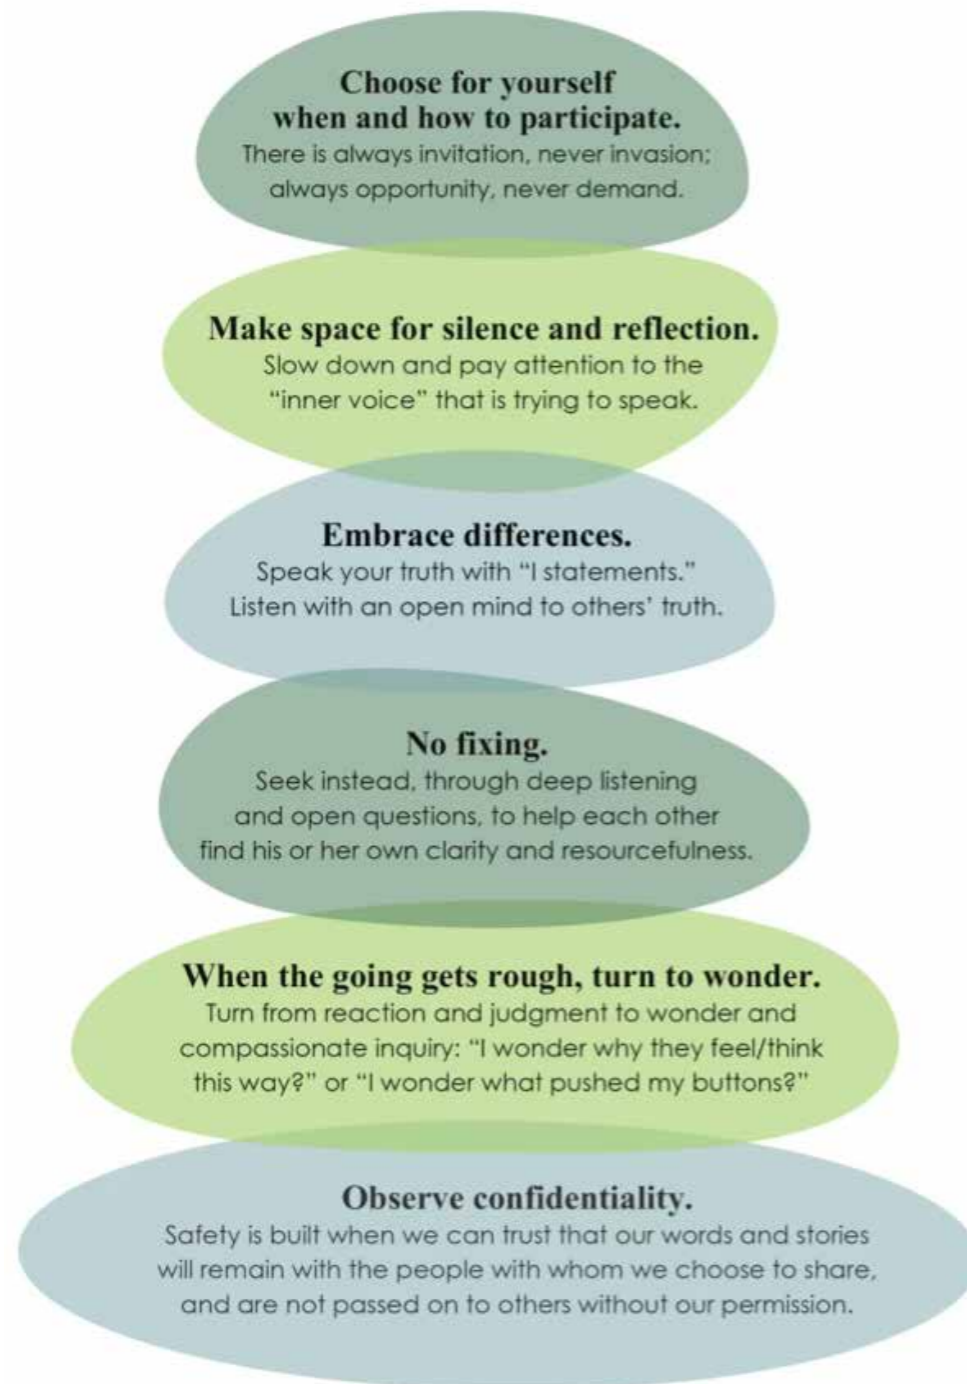 Choose for yourself
when and how to participate.
There is always invitation, never invasion;
always opportunity, never demand.
Make space for silence and reflection.
Slow down and pay attention to the
“inner voice” that is trying to speak.
Embrace differences.
Speak your truth with “I statements.”
Listen with an open mind to others’ truth.
No fixing.
Seek instead, through deep listening
and open questions, to help each other
find his or her own clarity and resourcefulness.
When the going gets rough, turn to wonder.
Turn from reaction and judgment to wonder and
compassionate inquiry: “I wonder why they feel/think
this way?” or “I wonder what pushed my buttons?”
Observe confidentiality.
Safety is built when we can trust that our words and stories
will remain with the people with whom we choose to share,
and are not passed on to others without our permission.